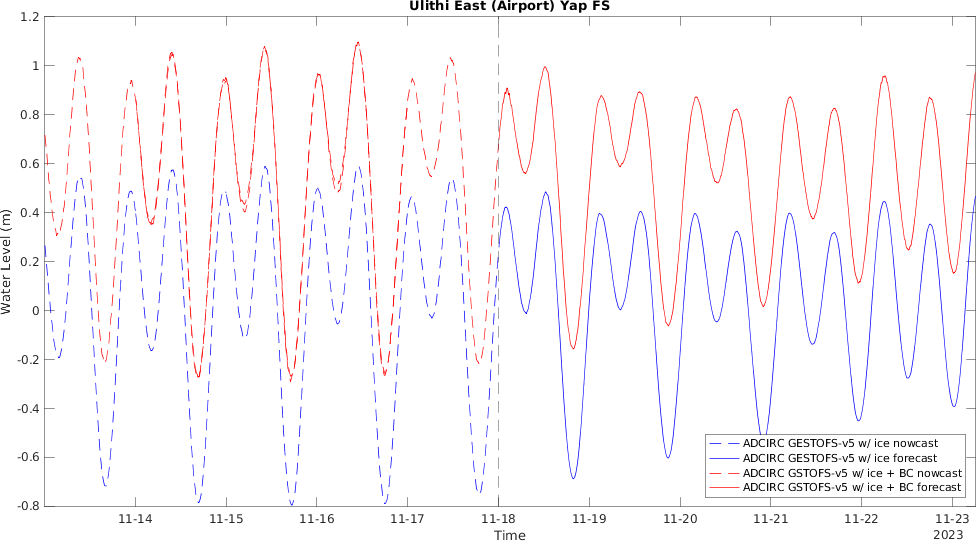 Ulithi East (Airport) Yap FS
1.2
1
0.8
0.6
0.4
0.2
0
-0.2
-0.4
-0.6
-0.8
Water Level (m)
ADCIRC GESTOFS-v5 w/ ice nowcast
ADCIRC GESTOFS-v5 w/ ice forecast
ADCIRC GSTOFS-v5 w/ ice + BC nowcast
ADCIRC GSTOFS-v5 w/ ice + BC forecast
11-14 11-15 11-16 11-17 11-18 11-19 11-20 11-21 11-22 11-23
Time
2023